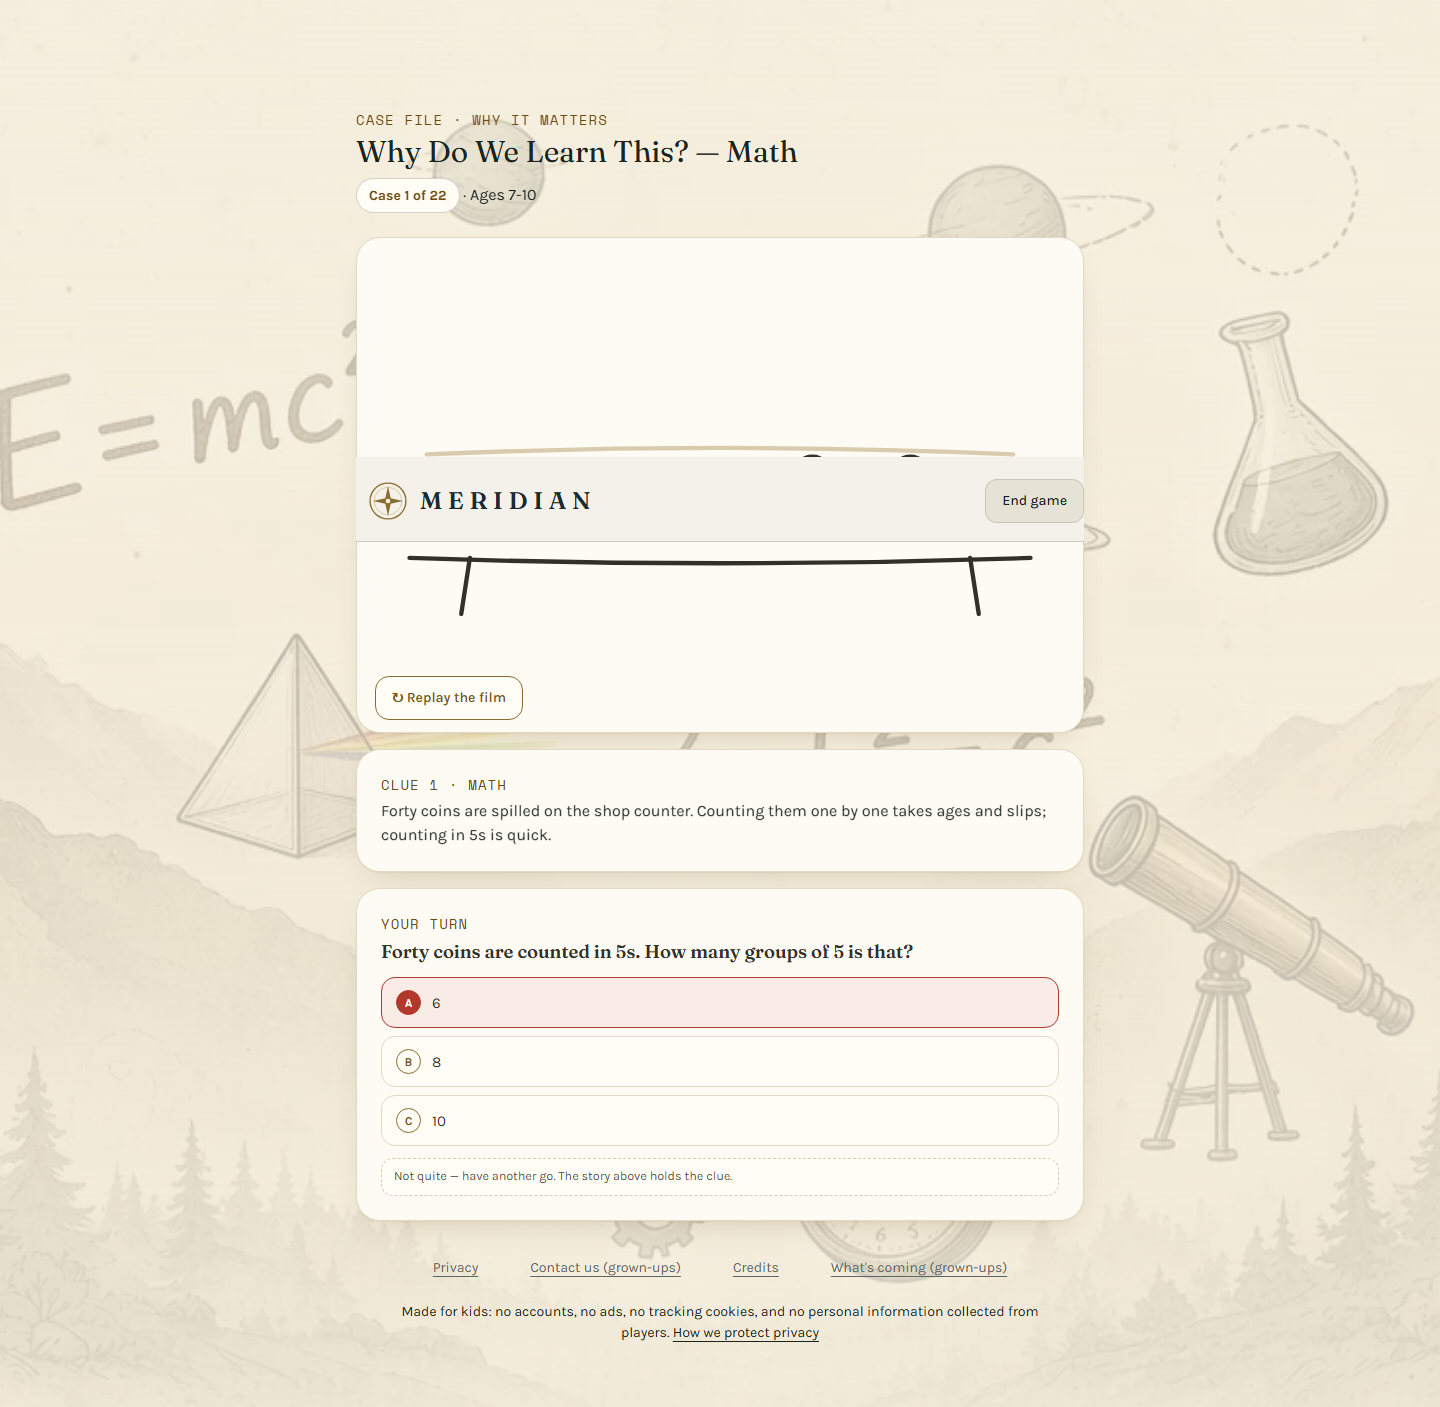 CASE FILE · WHY IT MATTERS
Why Do We Learn This? — Math
Case 1 of 22 · Ages 7-10
E = mc²
MERIDIAN
End game
↻ Replay the film
CLUE 1 · MATH
Forty coins are spilled on the shop counter. Counting them one by one takes ages and slips;
counting in 5s is quick.
YOUR TURN
Forty coins are counted in 5s. How many groups of 5 is that?
A 6
B 8
C 10
Not quite — have another go. The story above holds the clue.
Privacy
Contact us (grown-ups)
Credits
What's coming (grown-ups)
Made for kids: no accounts, no ads, no tracking cookies, and no personal information collected from
players. How we protect privacy